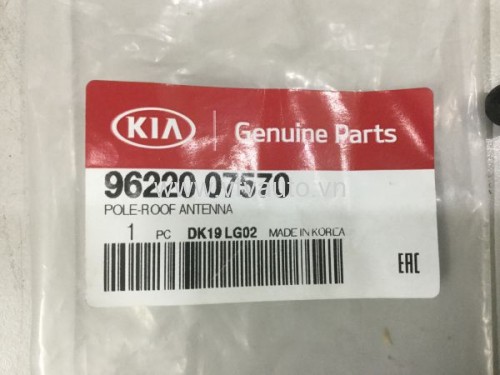 KIA Genuine Parts
96220 07570
POLE-ROOF ANTENNA
1 PC DK19 LG02 MADE IN KOREA
EAC